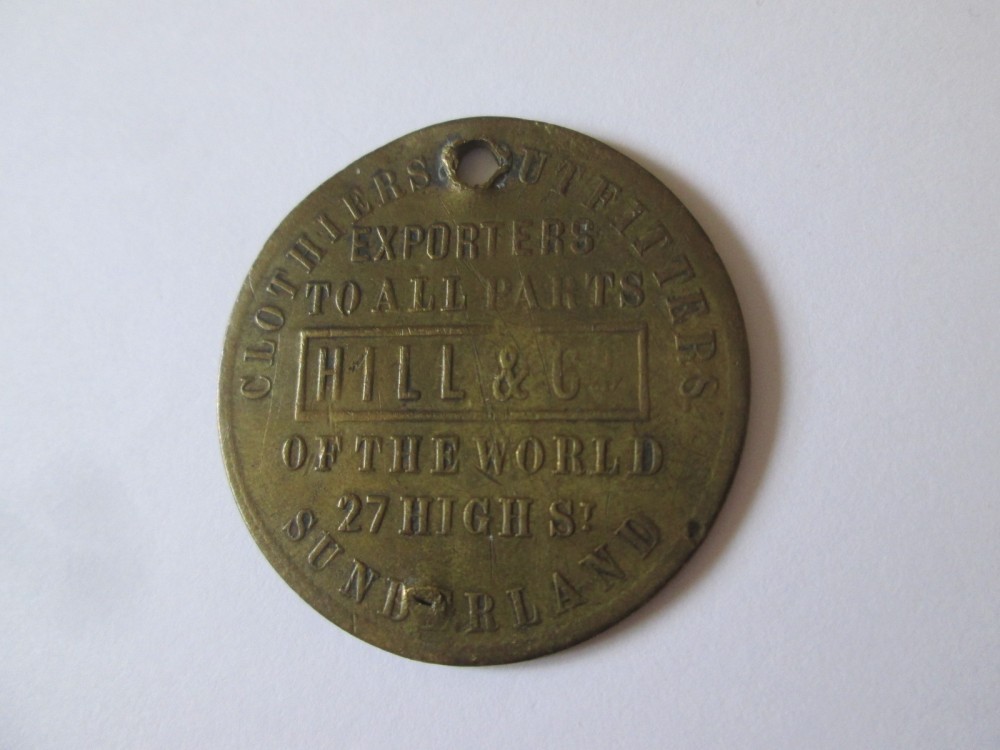 CLOTHIERS OUTFITTERS
EXPORTERS
TO ALL PARTS
HILL & Co
OF THE WORLD
27 HIGH ST
SUNDERLAND